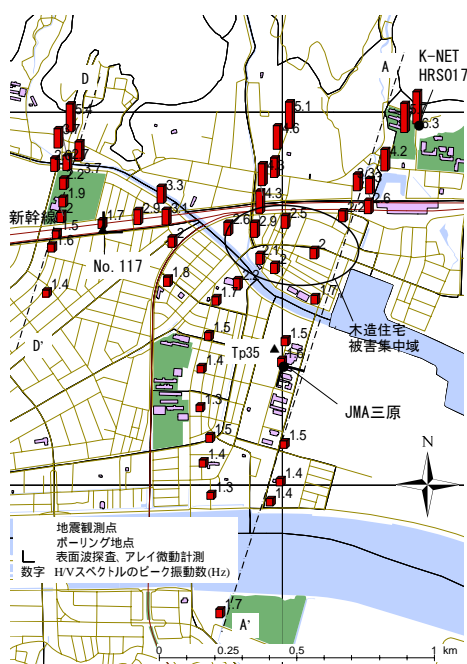 K-NET
HRS017
D
A
5.4
5.1
6.3
4.6
3.7
4.2
2.2
3.3
1.9
4.3
2.6
新幹線
1.7
2.9
3.1
2.6
2.9
2.5
1.5
1.6
2
2
2.1
2
No. 117
1.8
2.2
1.4
1.7
1.7
D'
木造住宅
被害集中域
1.5
1.5
Tp35
1.6
1.4
JMA三原
1.3
1.5
1.5
1.4
1.4
N
1.3
1.4
地震観測点
ボーリング地点
表面波探査、アレイ微動計測
数字 H/Vスペクトルのピーク振動数(Hz)
1.7
A'
0 0.25 0.5 1 km